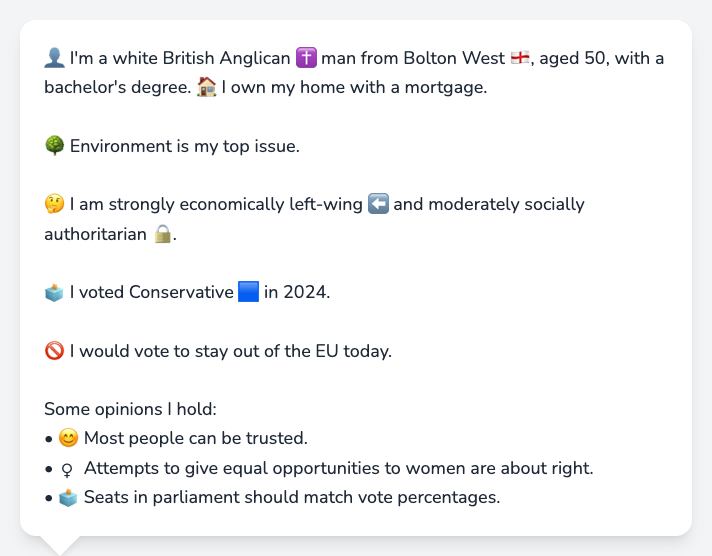 👤 I'm a white British Anglican ✝️ man from Bolton West 🏴󠁧󠁢󠁥󠁮󠁧󠁿, aged 50, with a
bachelor's degree. 🏠 I own my home with a mortgage.
🌳 Environment is my top issue.
🤔 I am strongly economically left-wing ⬅️ and moderately socially
authoritarian 🔒.
🗳️ I voted Conservative 🟦 in 2024.
🚫 I would vote to stay out of the EU today.
Some opinions I hold:
• 😊 Most people can be trusted.
• ♀ Attempts to give equal opportunities to women are about right.
• 🗳️ Seats in parliament should match vote percentages.